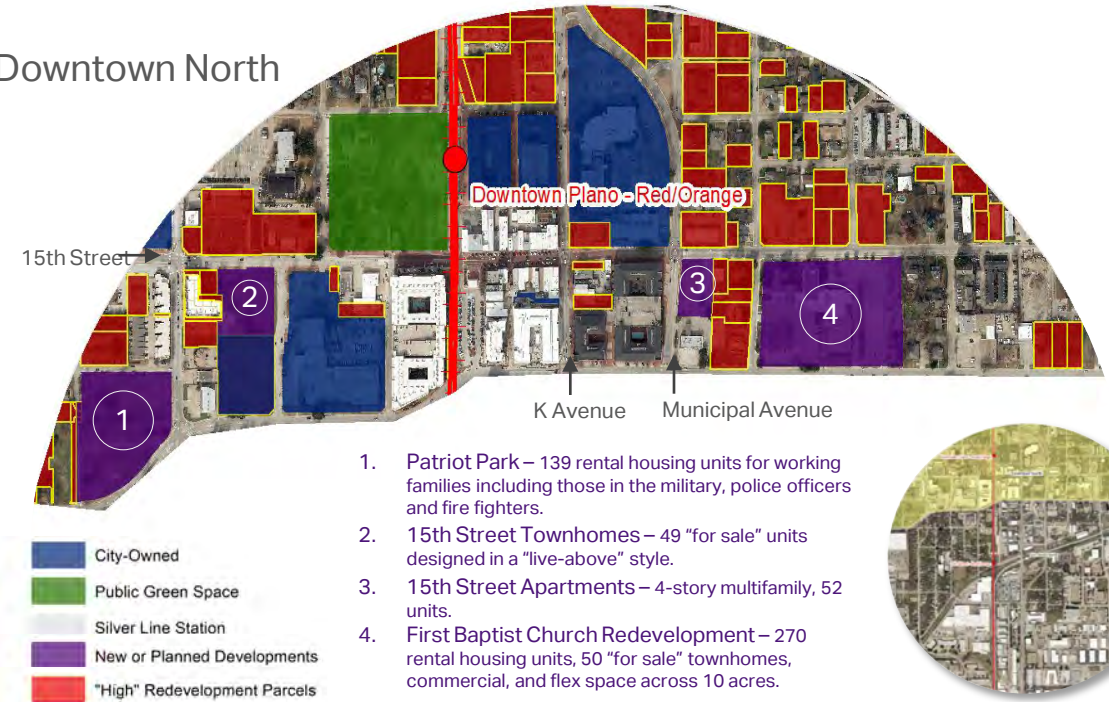 Downtown North
Downtown Plano - Red/Orange
15th Street
2
3
4
1
K Avenue
Municipal Avenue
1. Patriot Park – 139 rental housing units for working
families including those in the military, police officers
and fire fighters.
2. 15th Street Townhomes – 49 “for sale” units
designed in a “live-above” style.
3. 15th Street Apartments – 4-story multifamily, 52
units.
4. First Baptist Church Redevelopment – 270
rental housing units, 50 “for sale” townhomes,
commercial, and flex space across 10 acres.
City-Owned
Public Green Space
Silver Line Station
New or Planned Developments
"High" Redevelopment Parcels